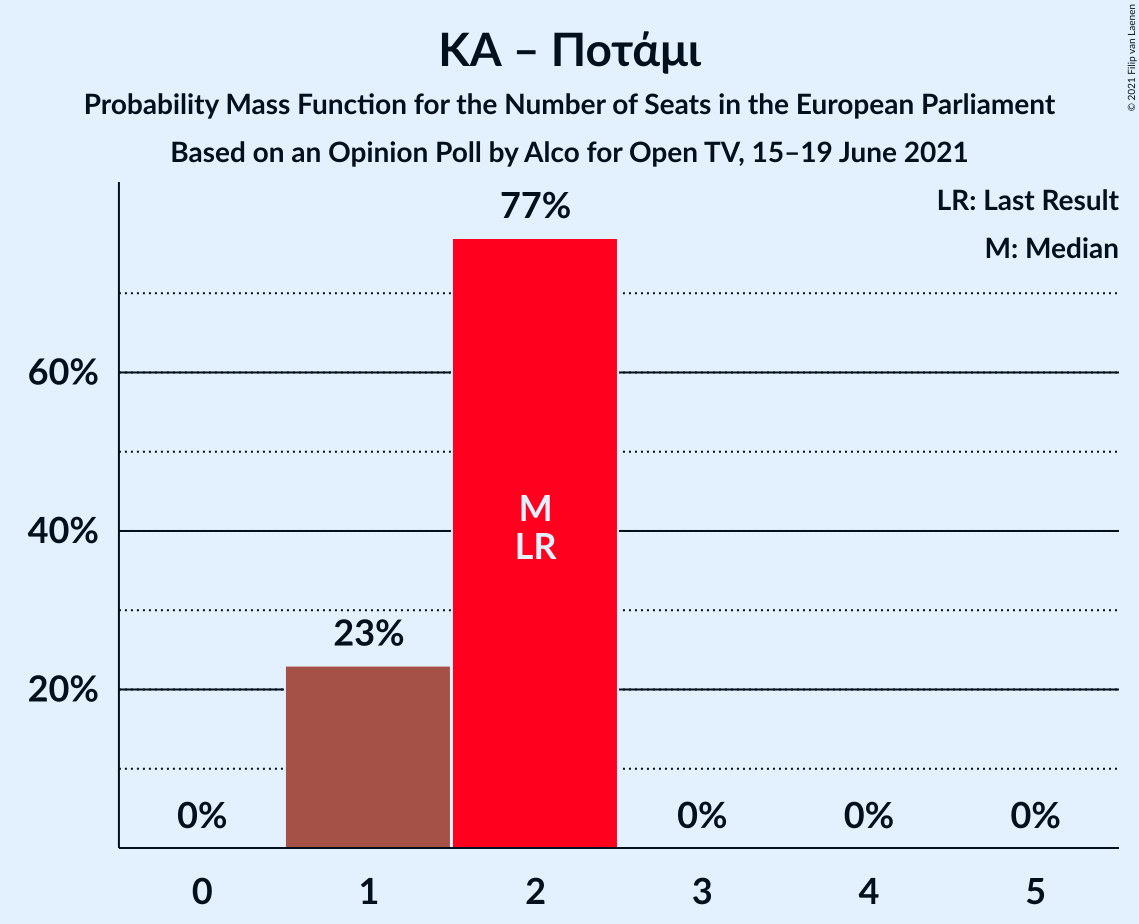 ΚΑ – Ποτάμι
Probability Mass Function for the Number of Seats in the European Parliament
Based on an Opinion Poll by Alco for Open TV, 15–19 June 2021
© 2021 Filip van Laenen
LR: Last Result
M: Median
77%
60%
M
40%
LR
23%
20%
0%
0%
0%
0%
0
1
2
3
4
5